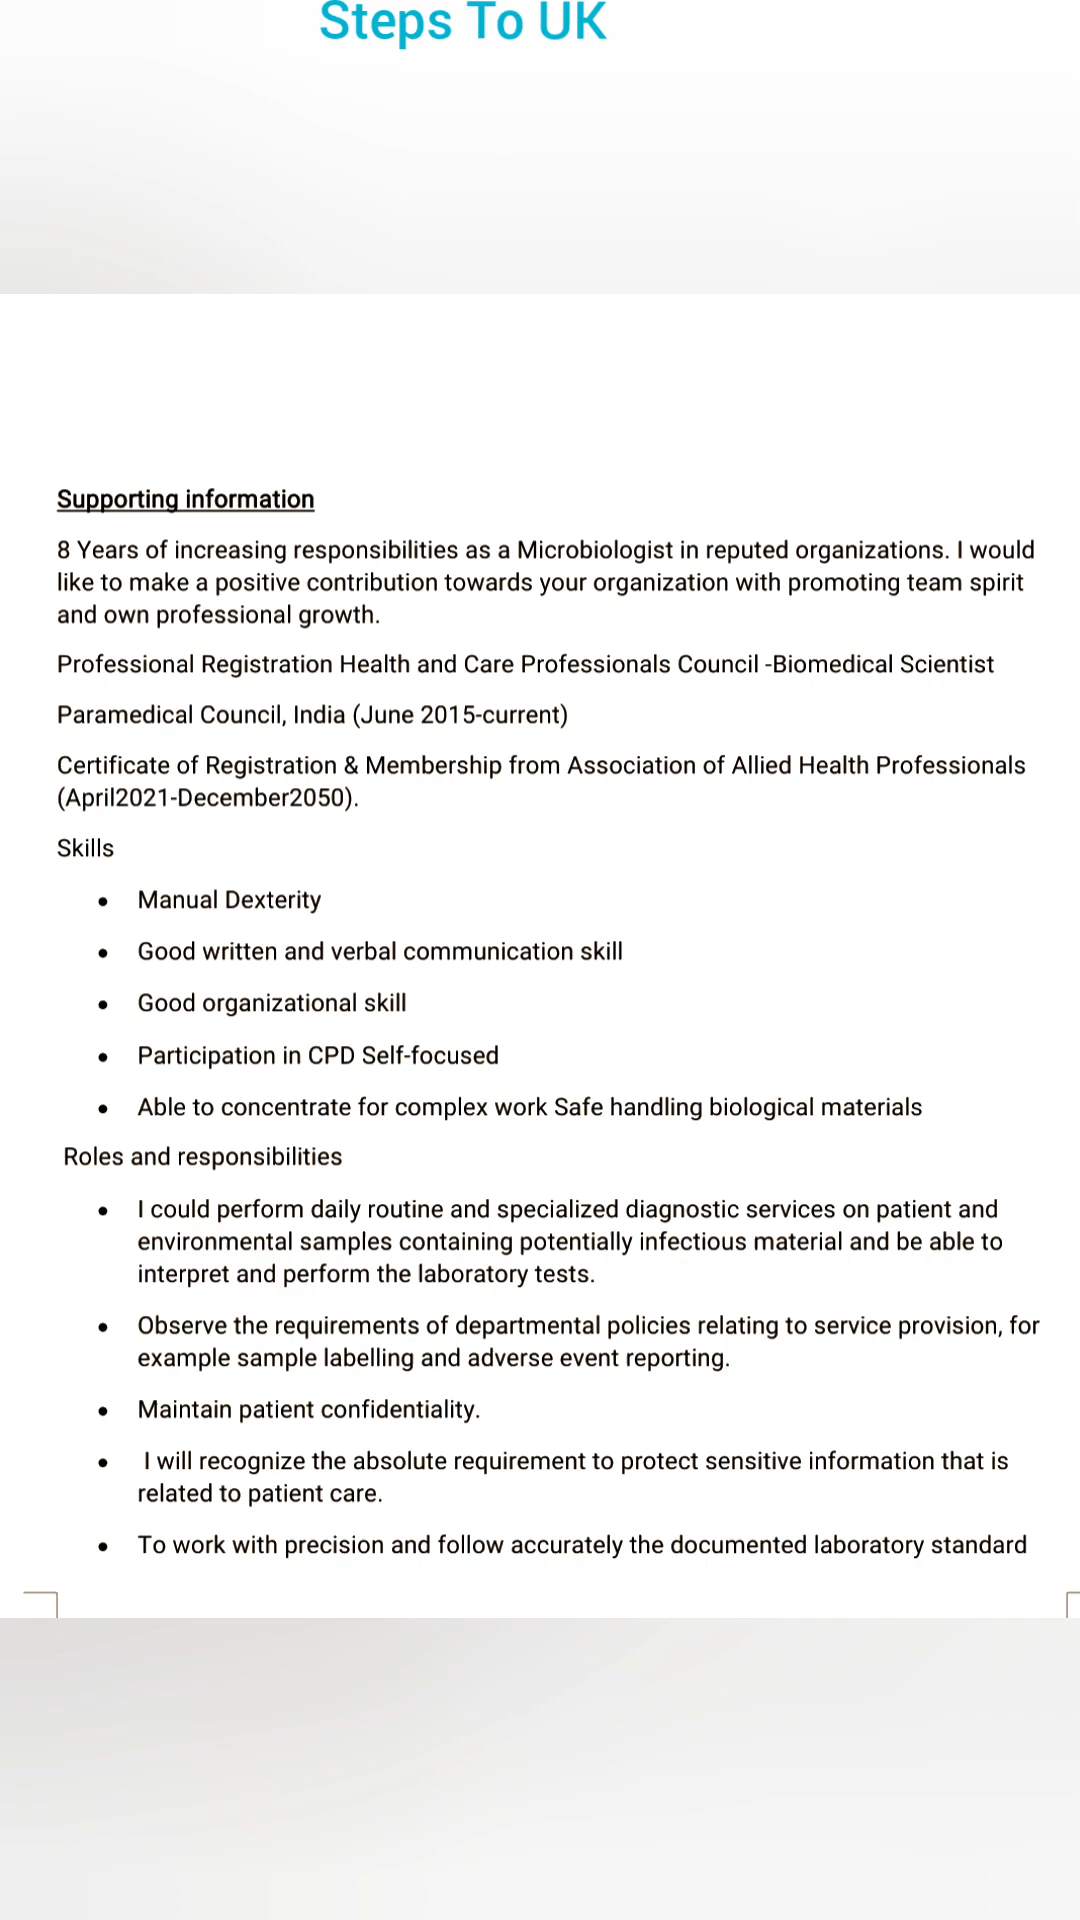 Steps To UK
Supporting information
8 Years of increasing responsibilities as a Microbiologist in reputed organizations. I would
like to make a positive contribution towards your organization with promoting team spirit
and own professional growth.
Professional Registration Health and Care Professionals Council -Biomedical Scientist
Paramedical Council, India (June 2015-current)
Certificate of Registration & Membership from Association of Allied Health Professionals
(April2021-December2050).
Skills
• Manual Dexterity
• Good written and verbal communication skill
• Good organizational skill
• Participation in CPD Self-focused
• Able to concentrate for complex work Safe handling biological materials
Roles and responsibilities
• I could perform daily routine and specialized diagnostic services on patient and
environmental samples containing potentially infectious material and be able to
interpret and perform the laboratory tests.
• Observe the requirements of departmental policies relating to service provision, for
example sample labelling and adverse event reporting.
• Maintain patient confidentiality.
• I will recognize the absolute requirement to protect sensitive information that is
related to patient care.
• To work with precision and follow accurately the documented laboratory standard